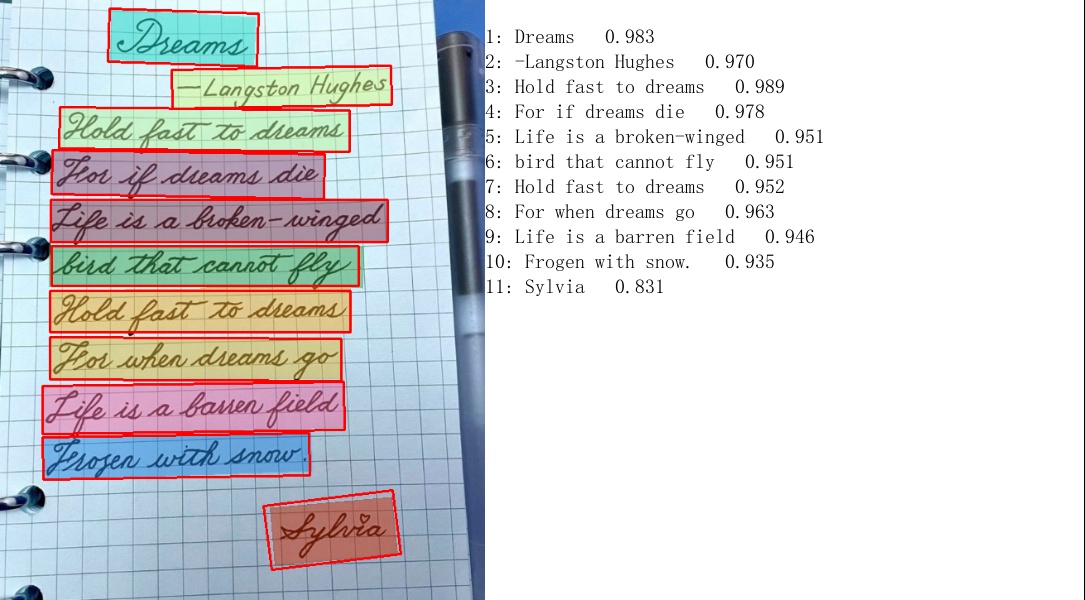 Dreams
—Langston Hughes
Hold fast to dreams
For if dreams die
Life is a broken-winged
bird that cannot fly
Hold fast to dreams
For when dreams go
Life is a barren field
Frozen with snow.
Sylvia
1: Dreams 0.983
2: -Langston Hughes 0.970
3: Hold fast to dreams 0.989
4: For if dreams die 0.978
5: Life is a broken-winged 0.951
6: bird that cannot fly 0.951
7: Hold fast to dreams 0.952
8: For when dreams go 0.963
9: Life is a barren field 0.946
10: Frogen with snow. 0.935
11: Sylvia 0.831